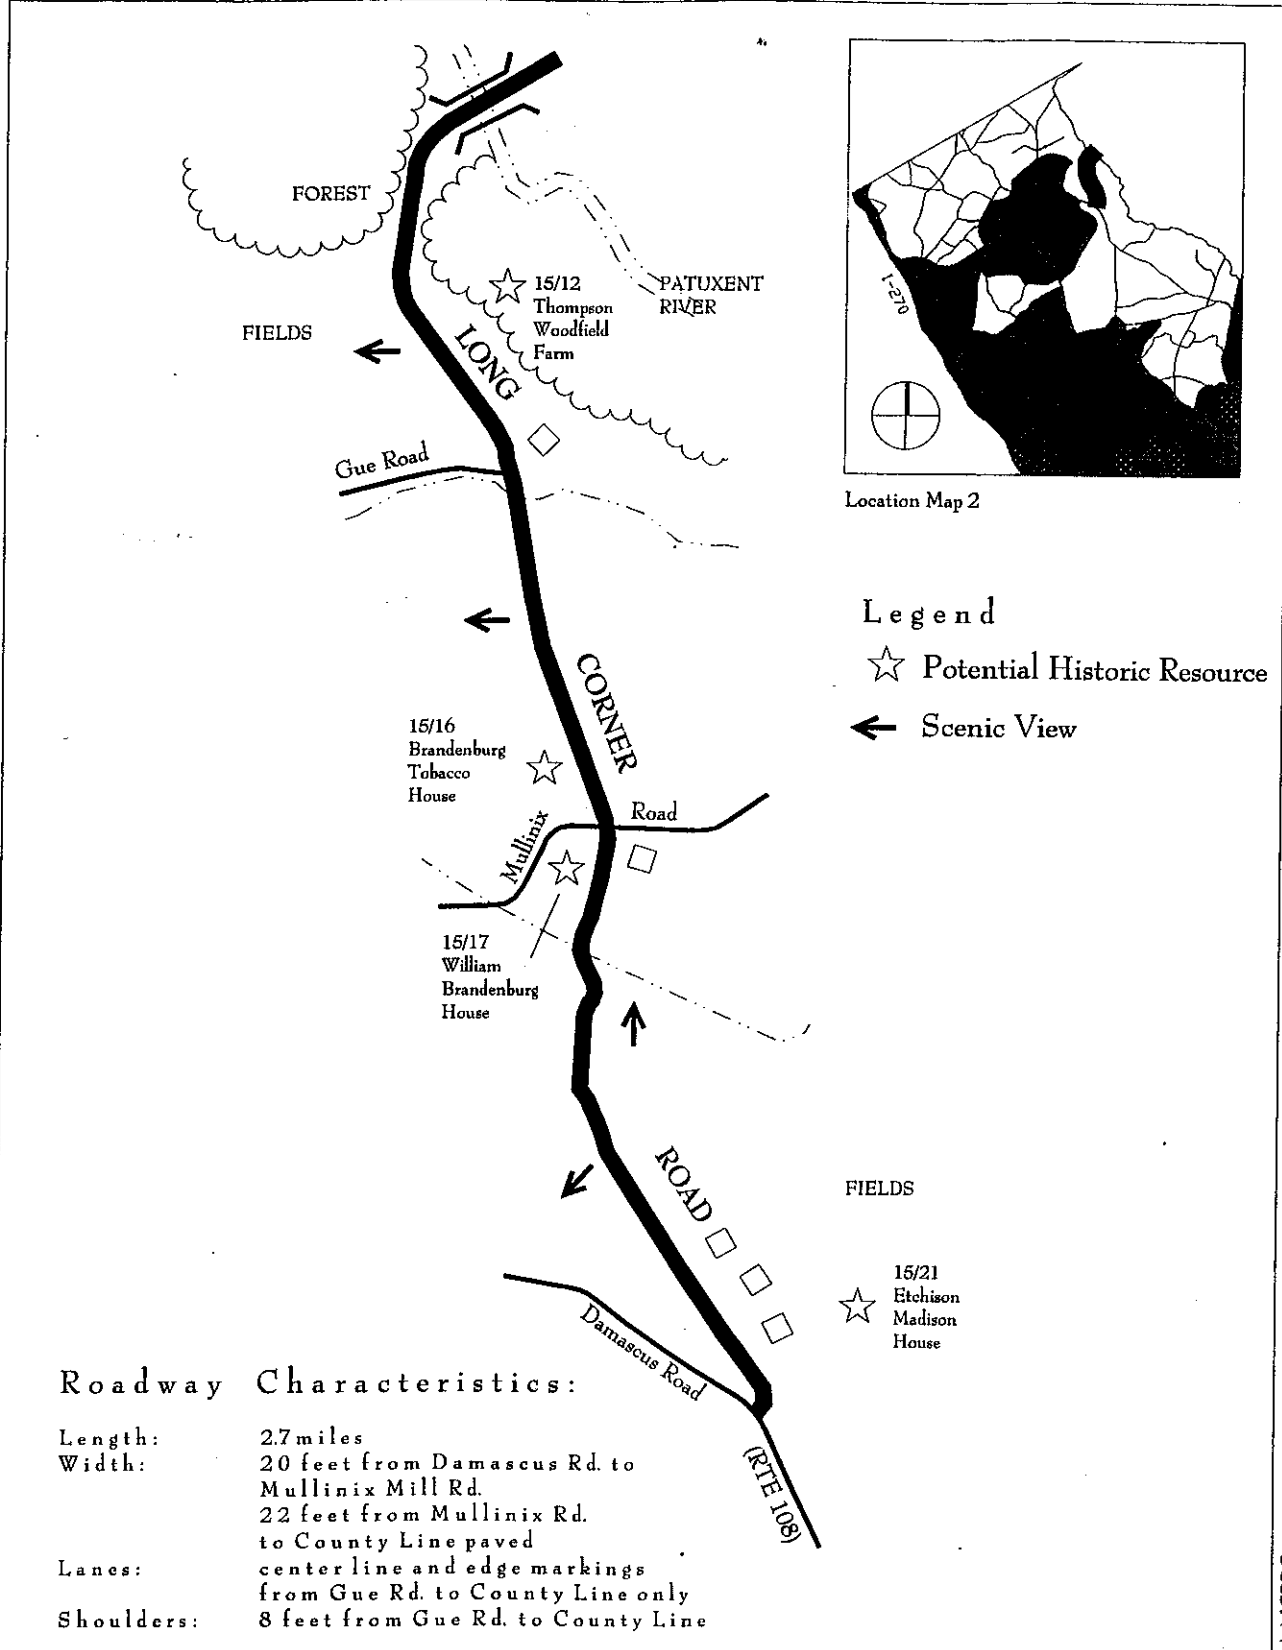 FOREST
15/12
Thompson
Woodfield
Farm
PATUXENT
RIVER
FIELDS
LONG
Gue Road
I-270
Location Map 2
Legend
Potential Historic Resource
Scenic View
CORNER
15/16
Brandenburg
Tobacco
House
Mullinix
Road
15/17
William
Brandenburg
House
ROAD
FIELDS
15/21
Etchison
Madison
House
Damascus Road
(RTE 108)
Roadway Characteristics:
Length: 2.7 miles
Width: 20 feet from Damascus Rd. to
Mullinix Mill Rd.
22 feet from Mullinix Rd.
to County Line paved
Lanes: center line and edge markings
from Gue Rd. to County Line only
Shoulders: 8 feet from Gue Rd. to County Line